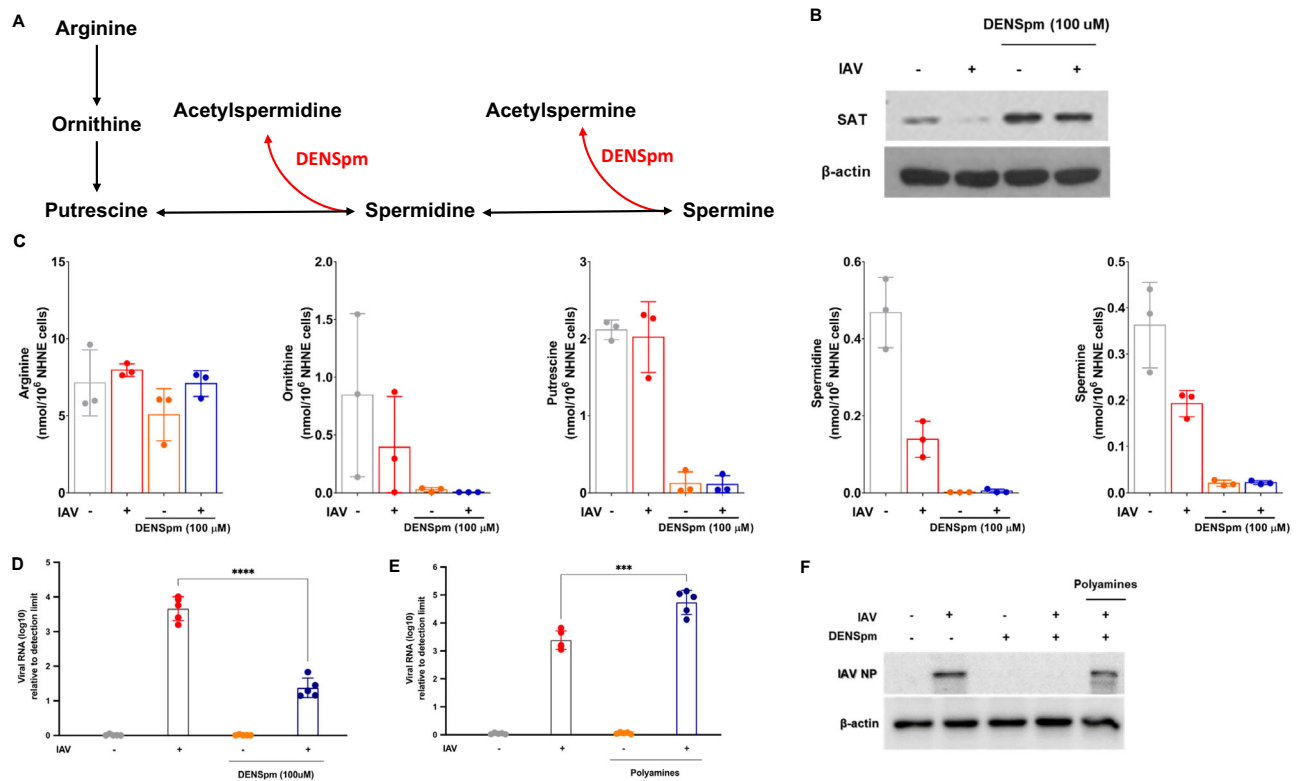 A
Arginine
Ornithine
Acetylspermidine
Acetylspermine
DENSpm
DENSpm
Putrescine
Spermidine
Spermine
B
DENSpm (100 uM)
IAV - + - +
SAT
β-actin
C
Arginine
(nmol/10⁶ NHNE cells)
15
10
5
0
IAV - + - +
DENSpm (100 μM)
Ornithine
(nmol/10⁶ NHNE cells)
2.0
1.5
1.0
0.5
0.0
IAV - + - +
DENSpm (100 μM)
Putrescine
(nmol/10⁶ NHNE cells)
3
2
1
0
IAV - + - +
DENSpm (100 μM)
Spermidine
(nmol/10⁶ NHNE cells)
0.6
0.4
0.2
0.0
IAV - + - +
DENSpm (100 μM)
Spermine
(nmol/10⁶ NHNE cells)
0.5
0.4
0.3
0.2
0.1
0.0
IAV - + - +
DENSpm (100 μM)
D
Viral RNA (log10)
relative to detection limit
5
4
3
2
1
0
****
IAV - + - +
DENSpm (100uM)
E
Viral RNA (log10)
relative to detection limit
6
5
4
3
2
1
0
***
IAV - + - +
Polyamines
F
Polyamines
IAV - + - + +
DENSpm - - + + +
IAV NP
β-actin